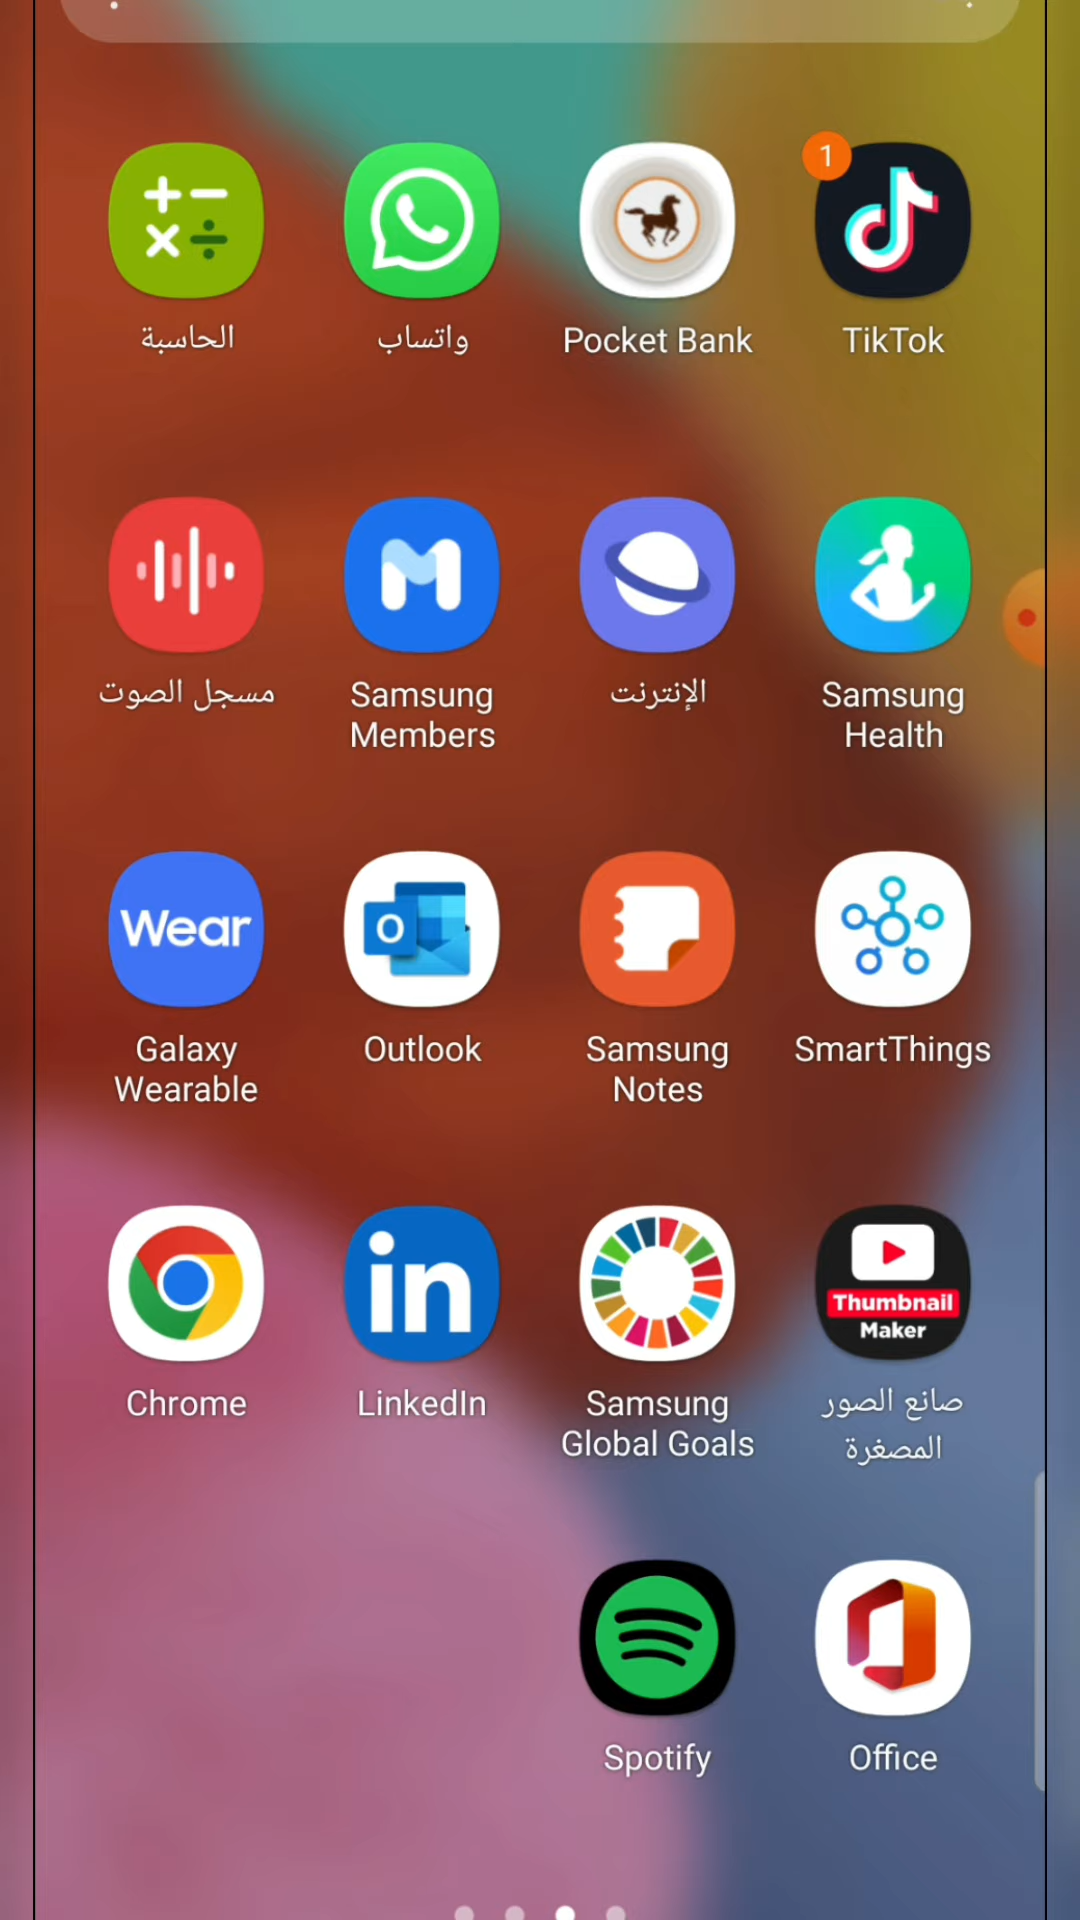 1
الحاسبة
واتساب
Pocket Bank
TikTok
مسجل الصوت
Samsung
Members
الإنترنت
Samsung
Health
Wear
Galaxy
Wearable
O
Outlook
Samsung
Notes
SmartThings
Chrome
in
LinkedIn
Samsung
Global Goals
Thumbnail
Maker
صانع الصور
المصغرة
Spotify
Office